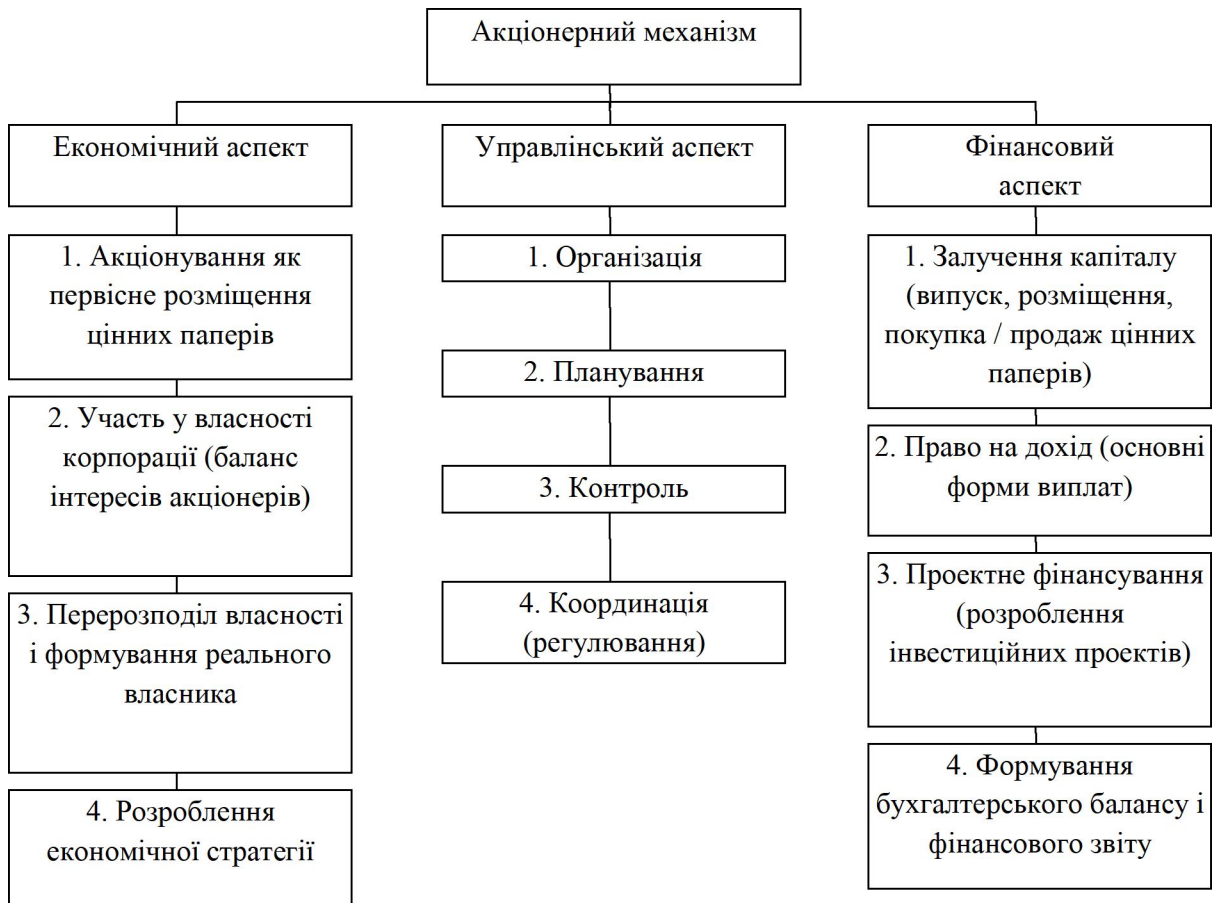 Акціонерний механізм
Економічний аспект
1. Акціонування як
первісне розміщення
цінних паперів
2. Участь у власності
корпорації (баланс
інтересів акціонерів)
3. Перерозподіл власності
і формування реального
власника
4. Розроблення
економічної стратегії
Управлінський аспект
1. Організація
2. Планування
3. Контроль
4. Координація
(регулювання)
Фінансовий
аспект
1. Залучення капіталу
(випуск, розміщення,
покупка / продаж цінних
паперів)
2. Право на дохід (основні
форми виплат)
3. Проектне фінансування
(розроблення
інвестиційних проектів)
4. Формування
бухгалтерського балансу і
фінансового звіту